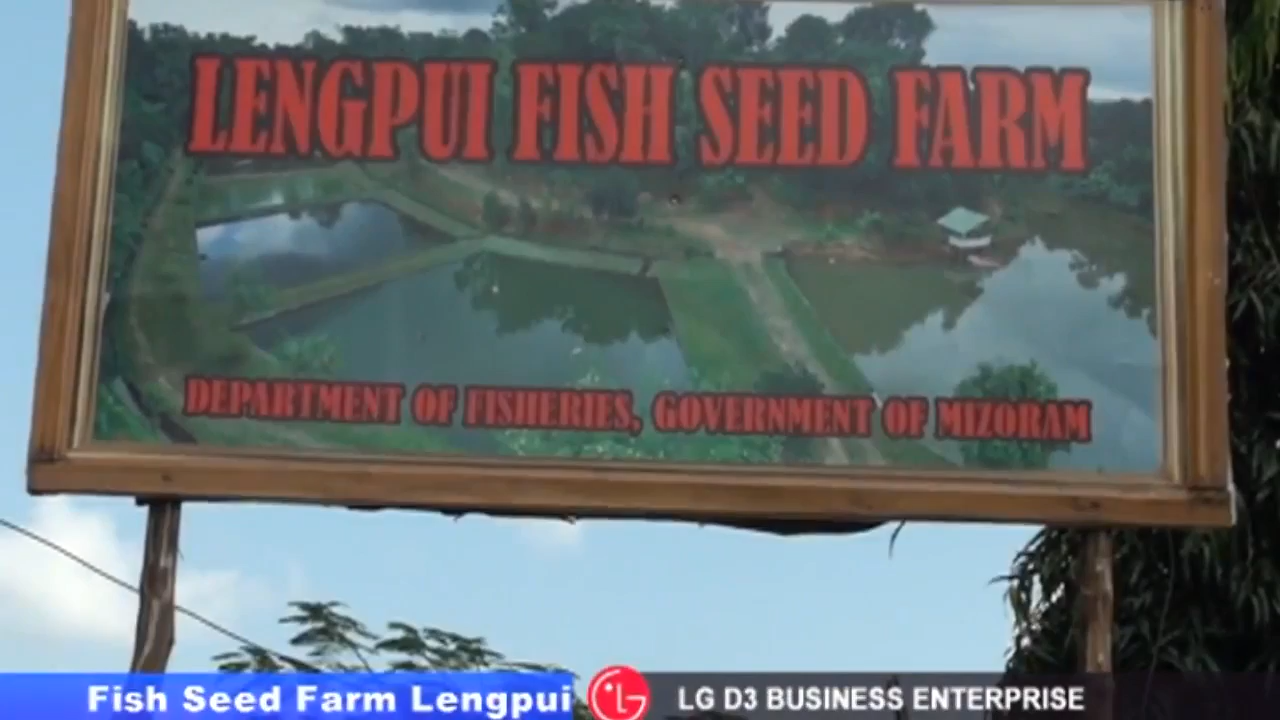 LENGPUI FISH SEED FARM
DEPARTMENT OF FISHERIES, GOVERNMENT OF MIZORAM
Fish Seed Farm Lengpui LG LG D3 BUSINESS ENTERPRISE